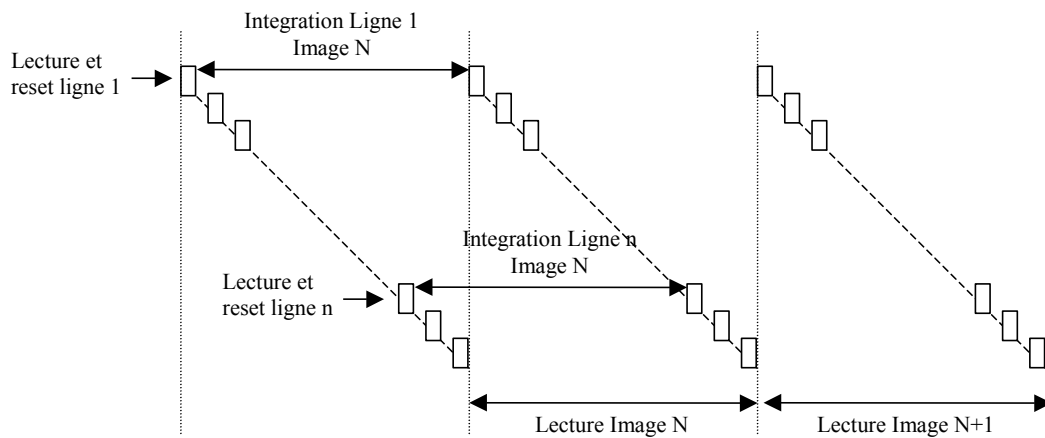 Integration Ligne 1
Image N
Lecture et
reset ligne 1
Integration Ligne n
Image N
Lecture et
reset ligne n
Lecture Image N
Lecture Image N+1